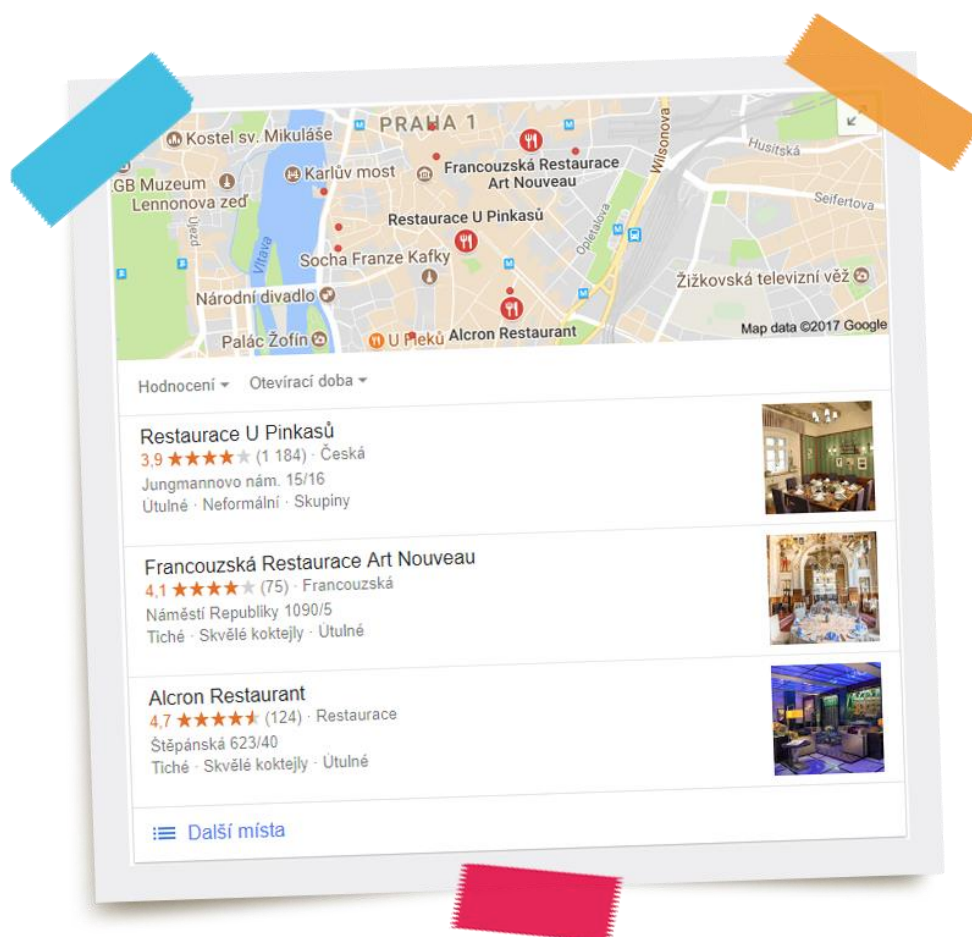 PRAHA 1
Kostel sv. Mikuláše
Karlův most
Francouzská Restaurace
Art Nouveau
Wilsonova
Husitská
GB Muzeum
Lennonova zeď
Seifertova
Újezd
Restaurace U Pinkasů
Opletalova
Vltava
Socha Franze Kafky
Žižkovská televizní věž
Národní divadlo
Palác Žofín
U Fleků
Alcron Restaurant
Map data ©2017 Google
Hodnocení
Otevírací doba
Restaurace U Pinkasů
3,9 ★★★★★ (1 184) · Česká
Jungmannovo nám. 15/16
Útulné · Neformální · Skupiny
Francouzská Restaurace Art Nouveau
4,1 ★★★★★ (75) · Francouzská
Náměstí Republiky 1090/5
Tiché · Skvělé koktejly · Útulné
Alcron Restaurant
4,7 ★★★★★ (124) · Restaurace
Štěpánská 623/40
Tiché · Skvělé koktejly · Útulné
Další místa